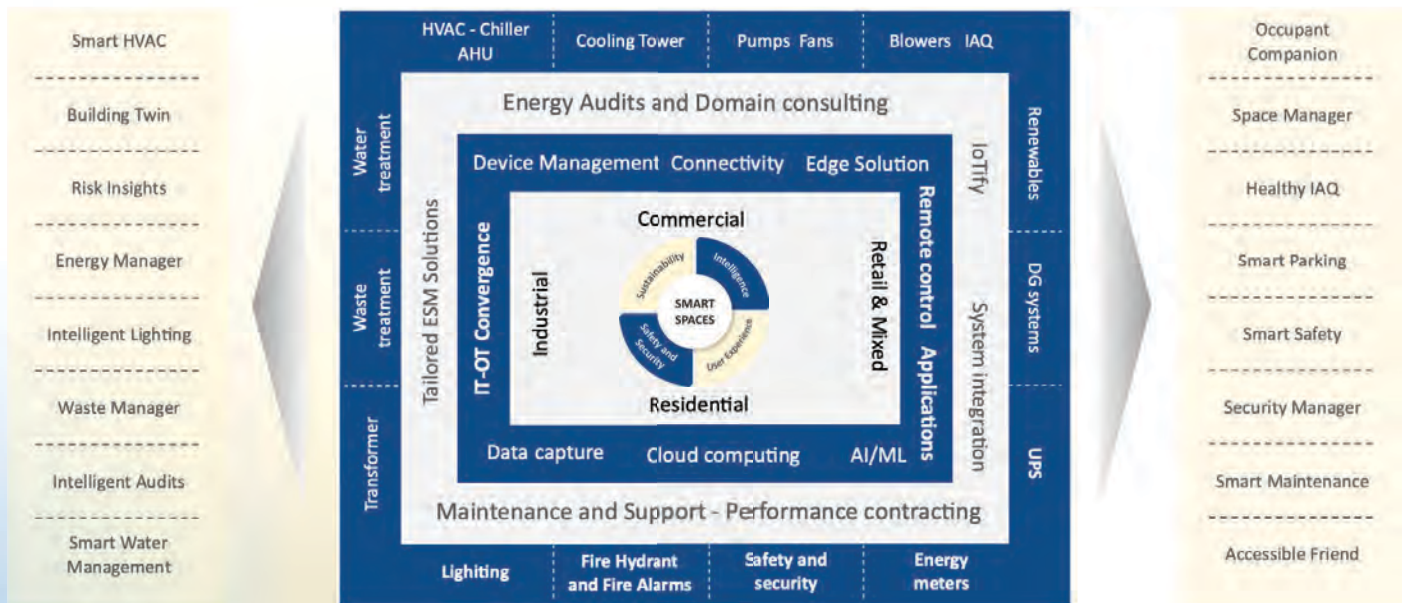 Smart HVAC
Building Twin
Risk Insights
Energy Manager
Intelligent Lighting
Waste Manager
Intelligent Audits
Smart Water
Management
HVAC - Chiller
AHU
Cooling Tower
Pumps Fans
Blowers IAQ
Water
treatment
Waste
treatment
Transformer
Energy Audits and Domain consulting
Tailored ESM Solutions
Device Management Connectivity Edge Solution
IT-OT Convergence
Commercial
Industrial
Sustainability
Intelligence
SMART
SPACES
Safety and
Security
User Experience
Retail & Mixed
Residential
Remote control Applications
Data capture Cloud computing AI/ML
IoTify
System integration
Maintenance and Support - Performance contracting
Renewables
DG systems
UPS
Lighiting
Fire Hydrant
and Fire Alarms
Safety and
security
Energy
meters
Occupant
Companion
Space Manager
Healthy IAQ
Smart Parking
Smart Safety
Security Manager
Smart Maintenance
Accessible Friend